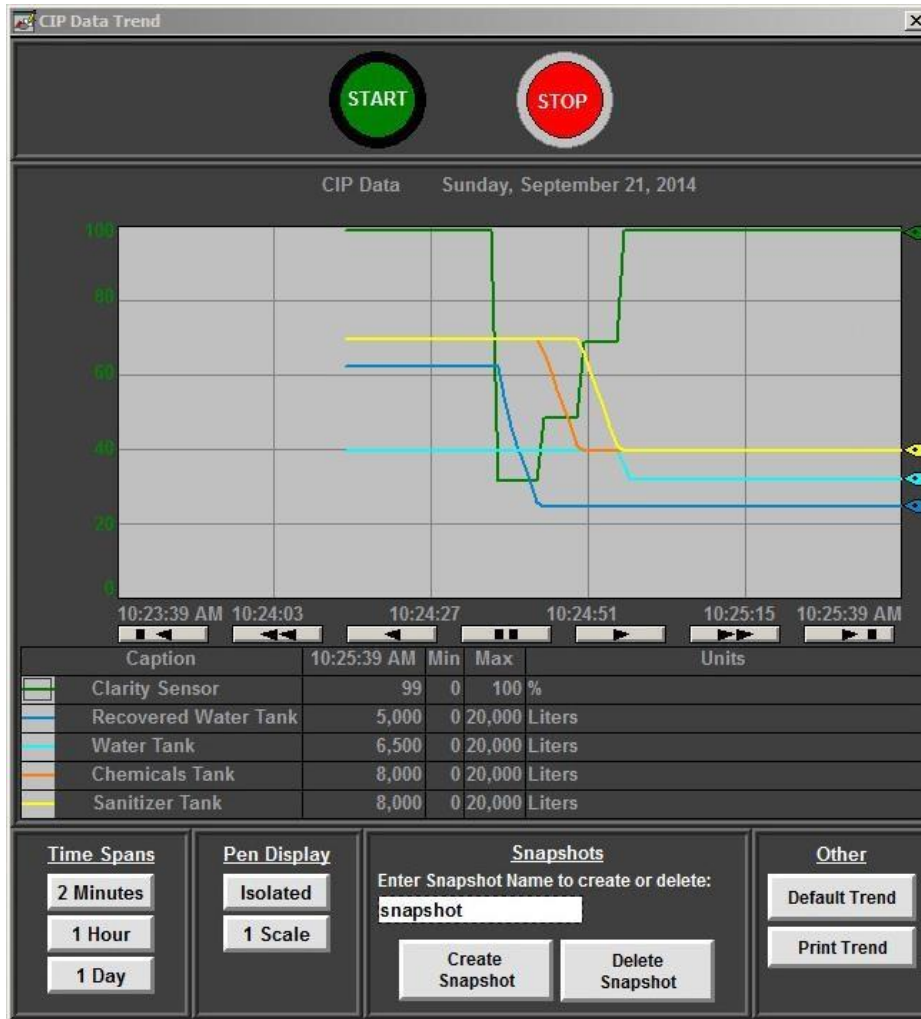 CIP Data Trend
START
STOP
CIP Data Sunday, September 21, 2014
100
80
60
40
20
0
10:23:39 AM 10:24:03 10:24:27 10:24:51 10:25:15 10:25:39 AM
Caption 10:25:39 AM Min Max Units
Clarity Sensor 99 0 100 %
Recovered Water Tank 5,000 0 20,000 Liters
Water Tank 6,500 0 20,000 Liters
Chemicals Tank 8,000 0 20,000 Liters
Sanitizer Tank 8,000 0 20,000 Liters
Time Spans
2 Minutes
1 Hour
1 Day
Pen Display
Isolated
1 Scale
Snapshots
Enter Snapshot Name to create or delete:
snapshot
Create
Snapshot
Delete
Snapshot
Other
Default Trend
Print Trend